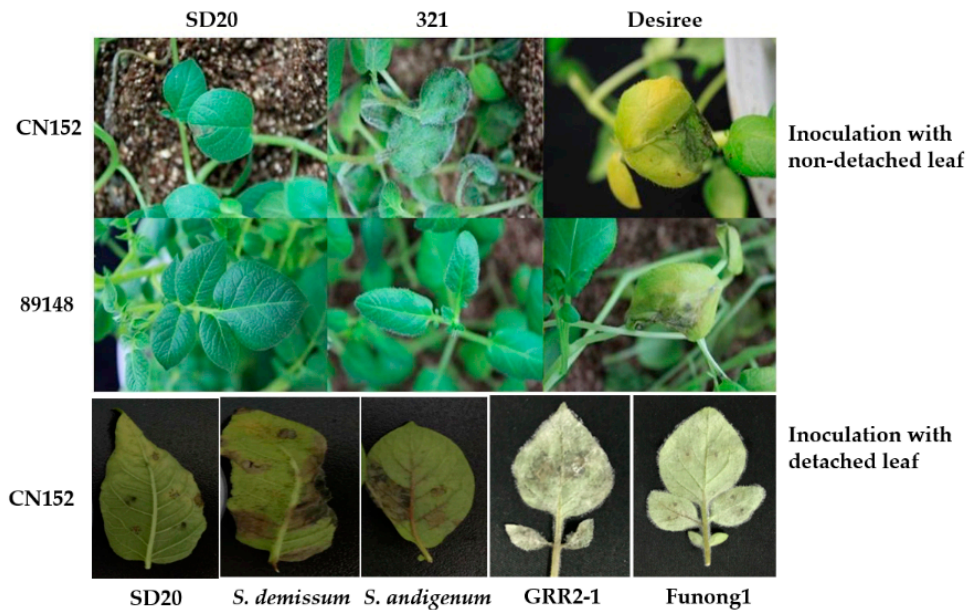 SD20 321 Desiree
CN152
Inoculation with
non-detached leaf
89148
Inoculation with
detached leaf
CN152
SD20 S. demissum S. andigenum GRR2-1 Funong1